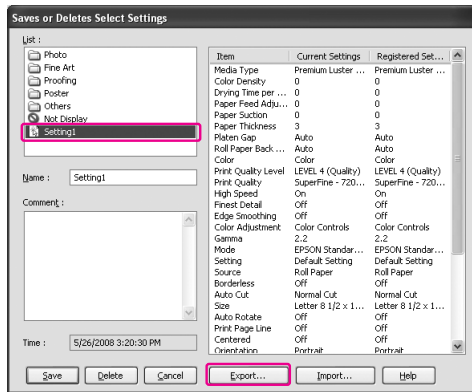 Saves or Deletes Select Settings
List :
Photo
Fine Art
Proofing
Poster
Others
Not Display
Setting1
Name : Setting1
Comment :
Time : 5/26/2008 3:20:30 PM
Item Current Settings Registered Set...
Media Type Premium Luster ... Premium Luster ...
Color Density 0 0
Drying Time per ... 0 0
Paper Feed Adju... 0 0
Paper Suction 0 0
Paper Thickness 3 3
Platen Gap Auto Auto
Roll Paper Back ... Auto Auto
Color Color Color
Print Quality Level LEVEL 4 (Quality) LEVEL 4 (Quality)
Print Quality SuperFine - 720... SuperFine - 720...
High Speed On On
Finest Detail Off Off
Edge Smoothing Off Off
Color Adjustment Color Controls Color Controls
Gamma 2.2 2.2
Mode EPSON Standar... EPSON Standar...
Setting Default Setting Default Setting
Source Roll Paper Roll Paper
Borderless Off Off
Auto Cut Normal Cut Normal Cut
Size Letter 8 1/2 x 1... Letter 8 1/2 x 1...
Auto Rotate Off Off
Print Page Line Off Off
Centered Off Off
Orientation Portrait Portrait
Save Delete Cancel Export... Import... Help